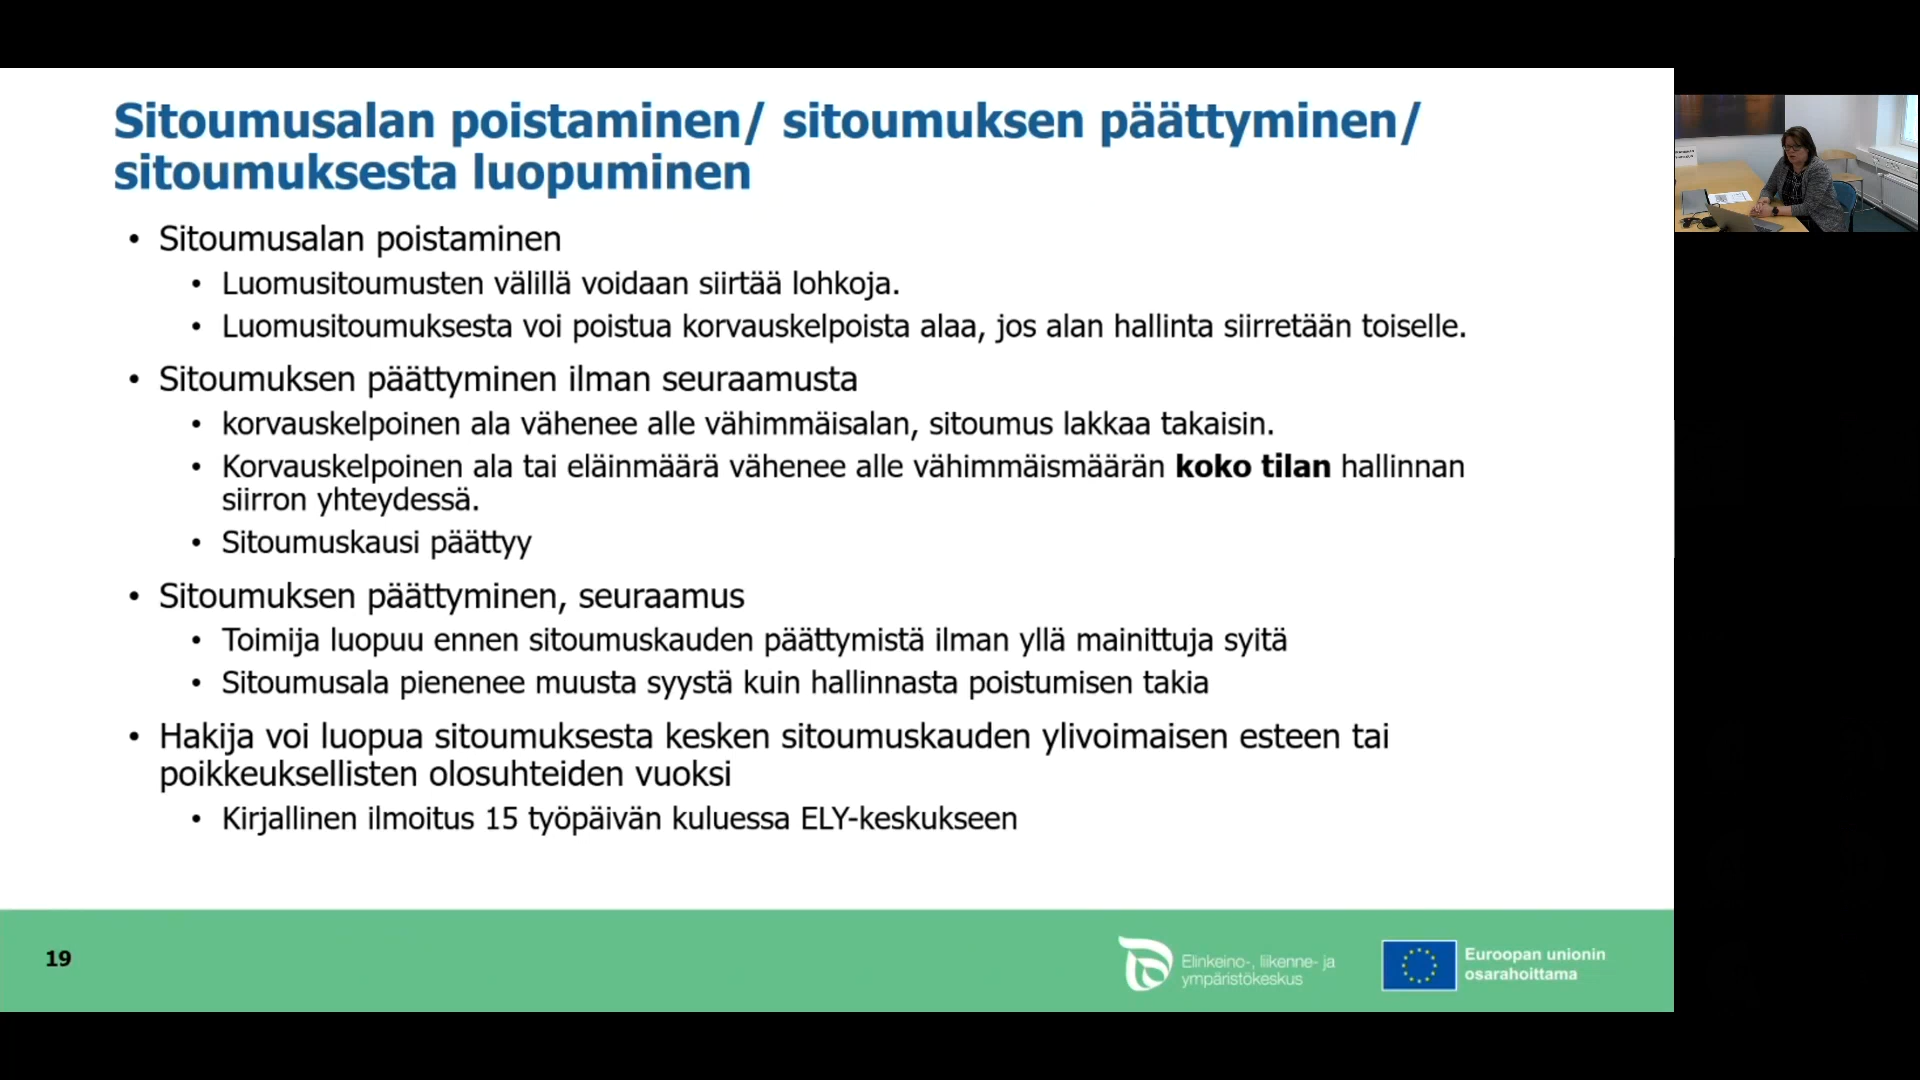 Sitoumusalan poistaminen/ sitoumuksen päättyminen/
sitoumuksesta luopuminen
• Sitoumusalan poistaminen
• Luomusitoumusten välillä voidaan siirtää lohkoja.
• Luomusitoumuksesta voi poistua korvauskelpoista alaa, jos alan hallinta siirretään toiselle.
• Sitoumuksen päättyminen ilman seuraamusta
• korvauskelpoinen ala vähenee alle vähimmäisalan, sitoumus lakkaa takaisin.
• Korvauskelpoinen ala tai eläinmäärä vähenee alle vähimmäismäärän koko tilan hallinnan
siirron yhteydessä.
• Sitoumuskausi päättyy
• Sitoumuksen päättyminen, seuraamus
• Toimija luopuu ennen sitoumuskauden päättymistä ilman yllä mainittuja syitä
• Sitoumusala pienenee muusta syystä kuin hallinnasta poistumisen takia
• Hakija voi luopua sitoumuksesta kesken sitoumuskauden ylivoimaisen esteen tai
poikkeuksellisten olosuhteiden vuoksi
• Kirjallinen ilmoitus 15 työpäivän kuluessa ELY-keskukseen
19
Elinkeino-, liikenne- ja
ympäristökeskus
Euroopan unionin
osarahoittama